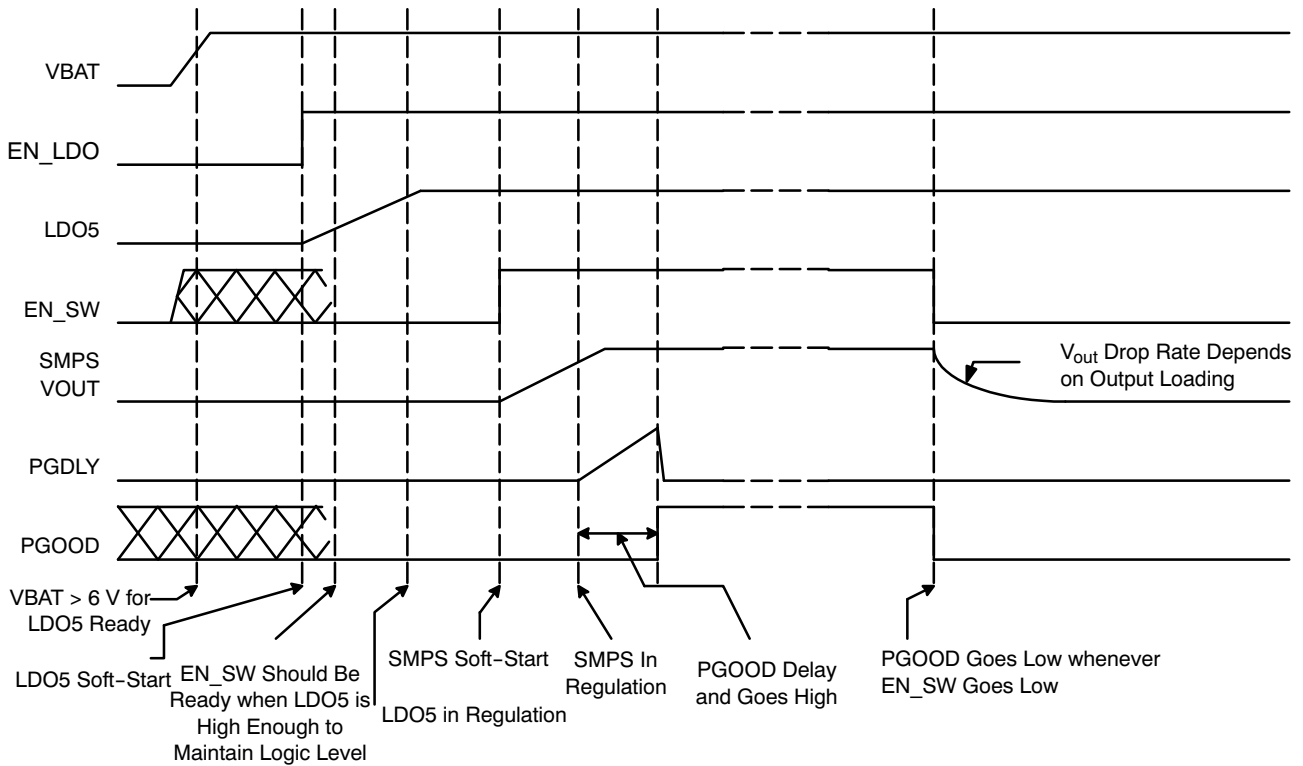 VBAT
EN_LDO
LDO5
EN_SW
SMPS
VOUT
V_out Drop Rate Depends
on Output Loading
PGDLY
PGOOD
VBAT > 6 V for
LDO5 Ready
LDO5 Soft-Start
EN_SW Should Be
Ready when LDO5 is
High Enough to
Maintain Logic Level
LDO5 in Regulation
SMPS Soft-Start
SMPS In
Regulation
PGOOD Delay
and Goes High
PGOOD Goes Low whenever
EN_SW Goes Low